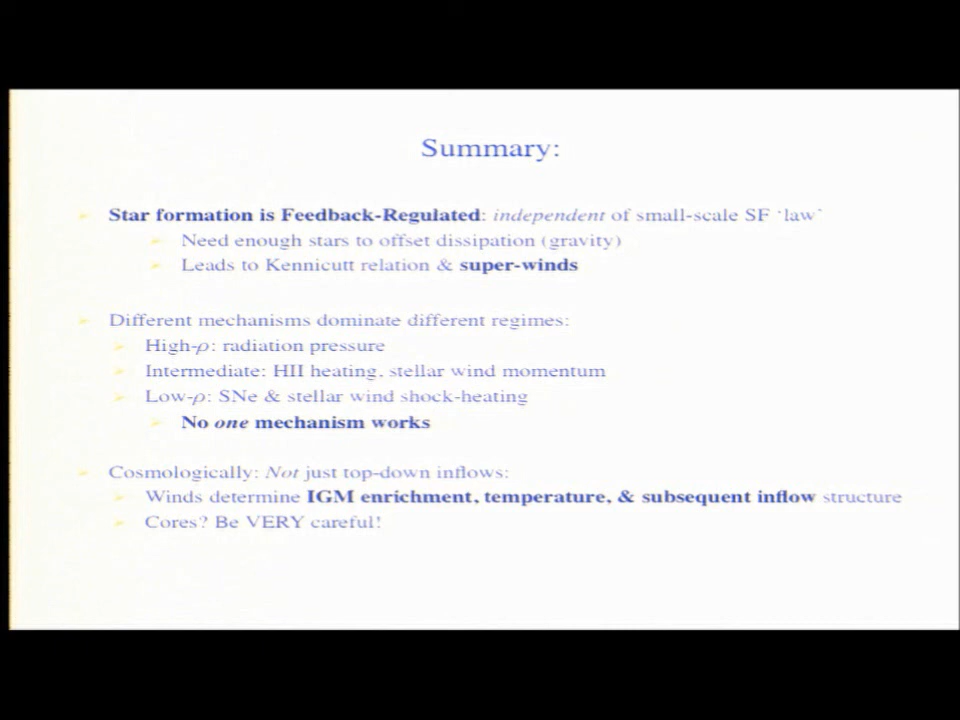 Summary:
Star formation is Feedback-Regulated: independent of small-scale SF 'law'
Need enough stars to offset dissipation (gravity)
Leads to Kennicutt relation & super-winds
Different mechanisms dominate different regimes:
High-ρ: radiation pressure
Intermediate: HII heating, stellar wind momentum
Low-ρ: SNe & stellar wind shock-heating
No one mechanism works
Cosmologically: Not just top-down inflows:
Winds determine IGM enrichment, temperature, & subsequent inflow structure
Cores? Be VERY careful!